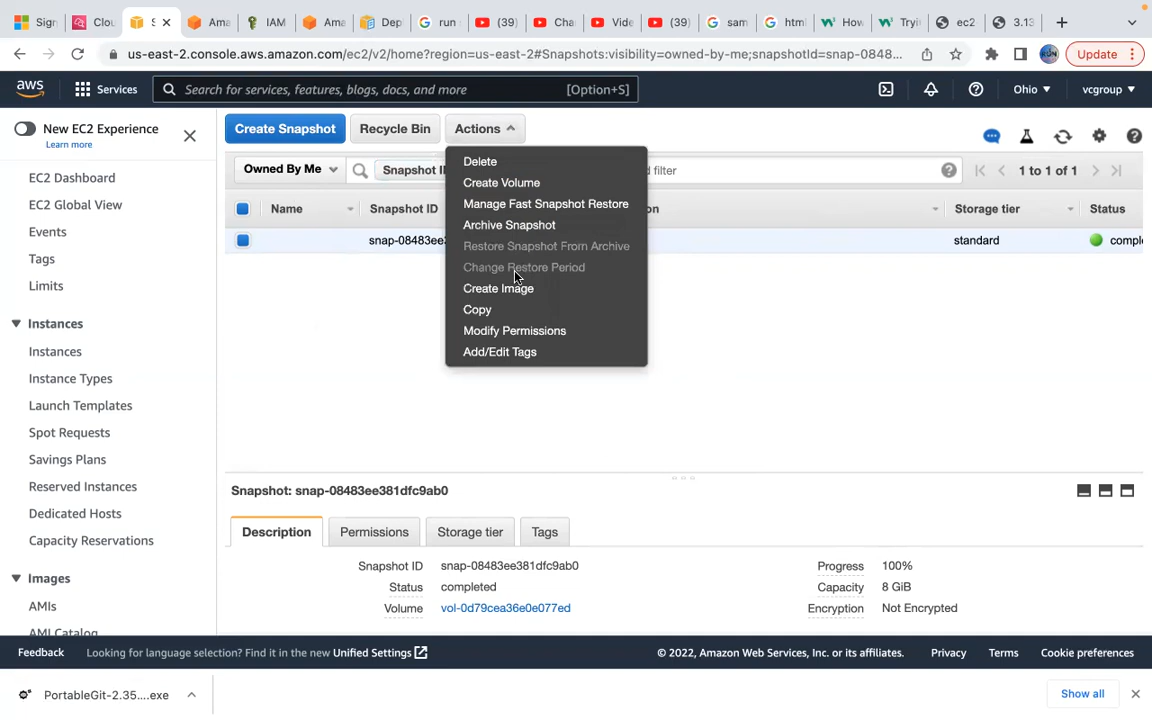 Sign
Clou
S
Ama
IAM
Ama
Dep
run
(39)
Cha
Vide
(39)
sam
html
How
Tryi
ec2
3.13
us-east-2.console.aws.amazon.com/ec2/v2/home?region=us-east-2#Snapshots:visibility=owned-by-me;snapshotId=snap-0848...
Update
aws
Services
Search for services, features, blogs, docs, and more
[Option+S]
Ohio
vcgroup
New EC2 Experience
Learn more
Create Snapshot
Recycle Bin
Actions
EC2 Dashboard
EC2 Global View
Events
Tags
Limits
Instances
Instances
Instance Types
Launch Templates
Spot Requests
Savings Plans
Reserved Instances
Dedicated Hosts
Capacity Reservations
Images
AMIs
AMI Catalog
Owned By Me
Snapshot I
d filter
1 to 1 of 1
Name
Snapshot ID
on
Storage tier
Status
snap-08483ee
standard
compl
Delete
Create Volume
Manage Fast Snapshot Restore
Archive Snapshot
Restore Snapshot From Archive
Change Restore Period
Create Image
Copy
Modify Permissions
Add/Edit Tags
Snapshot: snap-08483ee381dfc9ab0
Description
Permissions
Storage tier
Tags
Snapshot ID snap-08483ee381dfc9ab0
Progress 100%
Status completed
Capacity 8 GiB
Volume vol-0d79cea36e0e077ed
Encryption Not Encrypted
Feedback
Looking for language selection? Find it in the new Unified Settings
© 2022, Amazon Web Services, Inc. or its affiliates.
Privacy
Terms
Cookie preferences
PortableGit-2.35....exe
Show all